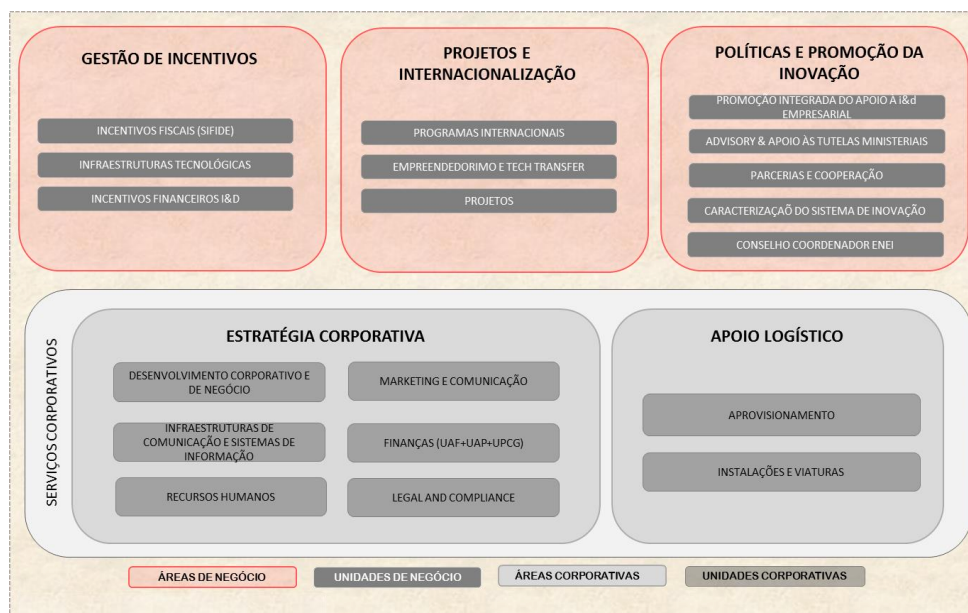 GESTÃO DE INCENTIVOS
INCENTIVOS FISCAIS (SIFIDE)
INFRAESTRUTURAS TECNOLÓGICAS
INCENTIVOS FINANCEIROS I&D
PROJETOS E
INTERNACIONALIZAÇÃO
PROGRAMAS INTERNACIONAIS
EMPREENDEDORIMO E TECH TRANSFER
PROJETOS
POLÍTICAS E PROMOÇÃO DA
INOVAÇÃO
PROMOÇÃO INTEGRADA DO APOIO À i&d
EMPRESARIAL
ADVISORY & APOIO ÀS TUTELAS MINISTERIAIS
PARCERIAS E COOPERAÇÃO
CARACTERIZAÇAÕ DO SISTEMA DE INOVAÇÃO
CONSELHO COORDENADOR ENEI
SERVIÇOS CORPORATIVOS
ESTRATÉGIA CORPORATIVA
DESENVOLVIMENTO CORPORATIVO E
DE NEGÓCIO
MARKETING E COMUNICAÇÃO
INFRAESTRUTURAS DE
COMUNICAÇÃO E SISTEMAS DE
INFORMAÇÃO
FINANÇAS (UAF+UAP+UPCG)
RECURSOS HUMANOS
LEGAL AND COMPLIANCE
APOIO LOGÍSTICO
APROVISIONAMENTO
INSTALAÇÕES E VIATURAS
ÁREAS DE NEGÓCIO
UNIDADES DE NEGÓCIO
ÁREAS CORPORATIVAS
UNIDADES CORPORATIVAS